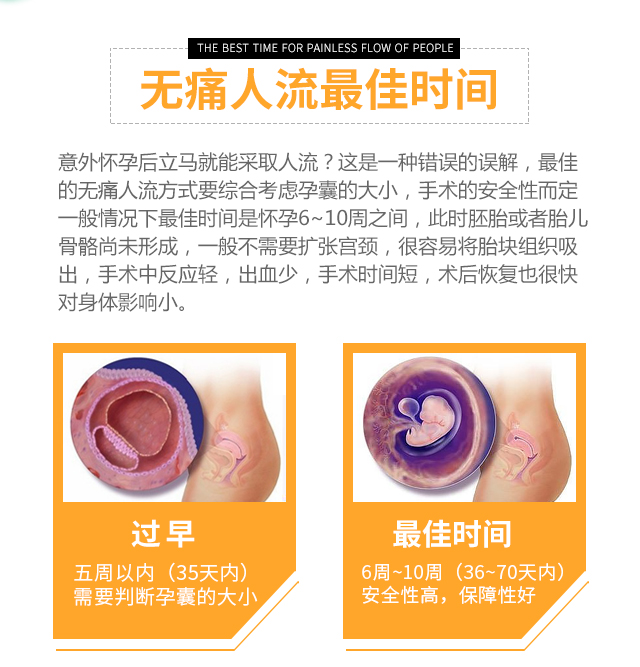 THE BEST TIME FOR PAINLESS FLOW OF PEOPLE
无痛人流最佳时间
意外怀孕后立马就能采取人流？这是一种错误的误解，最佳
的无痛人流方式要综合考虑孕囊的大小，手术的安全性而定
一般情况下最佳时间是怀孕6~10周之间，此时胚胎或者胎儿
骨骼尚未形成，一般不需要扩张宫颈，很容易将胎块组织吸
出，手术中反应轻，出血少，手术时间短，术后恢复也很快
对身体影响小。
过早
五周以内（35天内）
需要判断孕囊的大小
最佳时间
6周~10周（36~70天内）
安全性高，保障性好